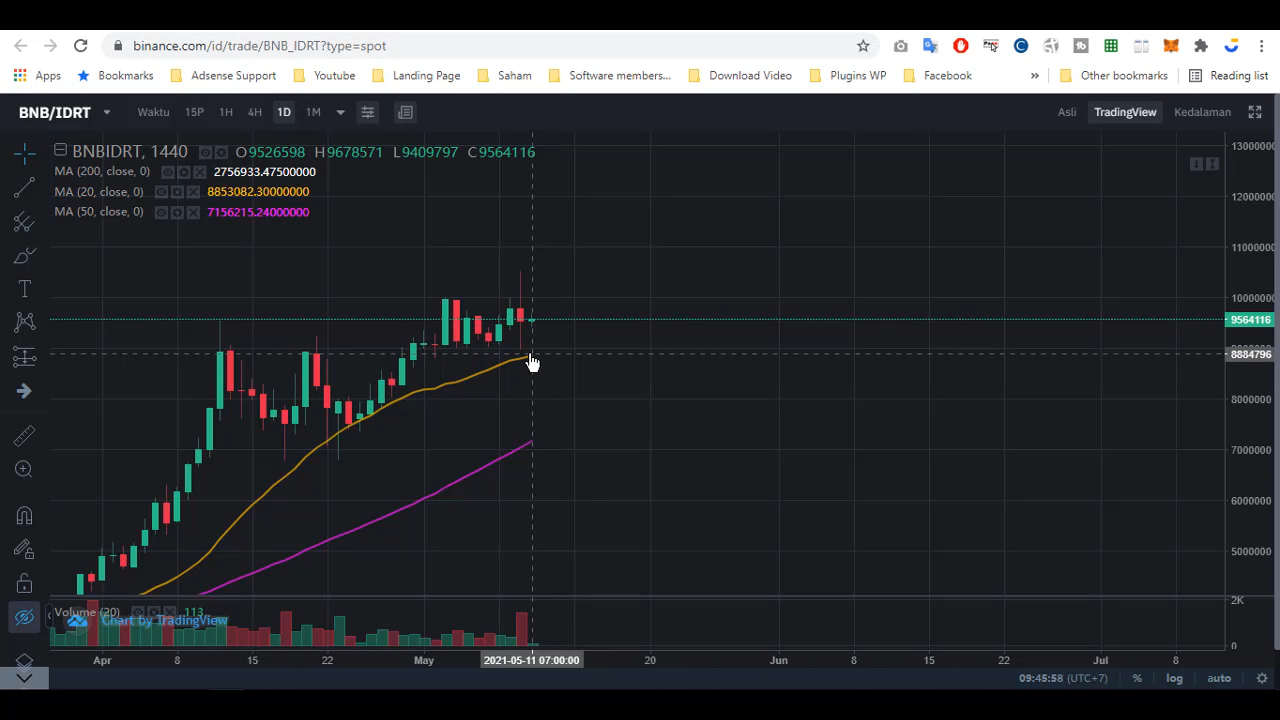 binance.com/id/trade/BNB_IDRT?type=spot
Apps Bookmarks Adsense Support Youtube Landing Page Saham Software members... Download Video Plugins WP Facebook » Other bookmarks Reading list
BNB/IDRT Waktu 15P 1H 4H 1D 1M Asli TradingView Kedalaman
BNBIDRT, 1440 O9526598 H9678571 L9409797 C9564116
MA (200, close, 0) 2756933.47500000
MA (20, close, 0) 8853082.30000000
MA (50, close, 0) 7156215.24000000
13000000
12000000
11000000
10000000
9564116
8884796
8000000
7000000
6000000
5000000
Volume (20) 113
Chart by TradingView
2K
0
Apr 8 15 22 May 2021-05-11 07:00:00 20 Jun 8 15 22 Jul 8
09:45:58 (UTC+7) % log auto